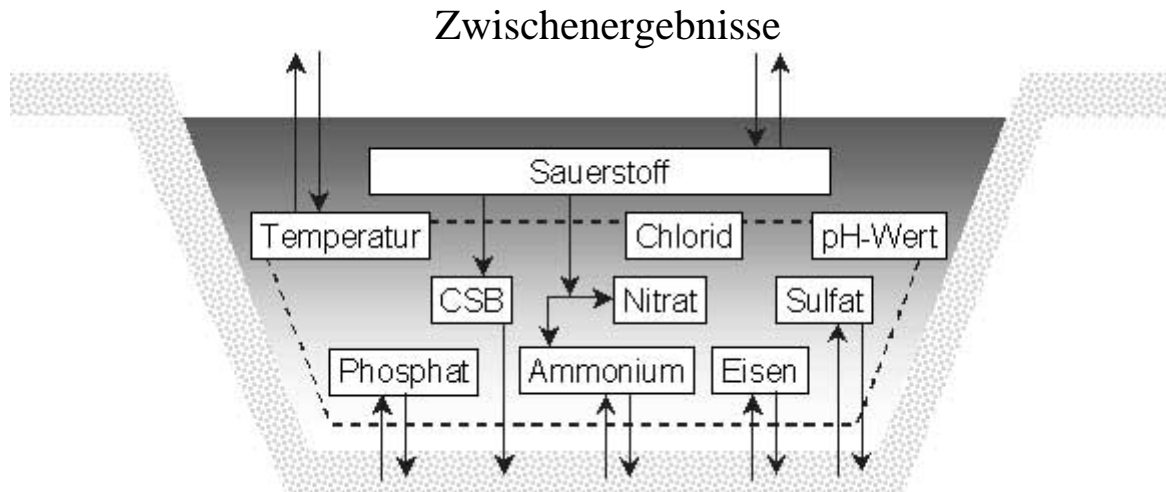 Zwischenergebnisse
Sauerstoff
Temperatur
Chlorid
pH-Wert
CSB
Nitrat
Sulfat
Phosphat
Ammonium
Eisen